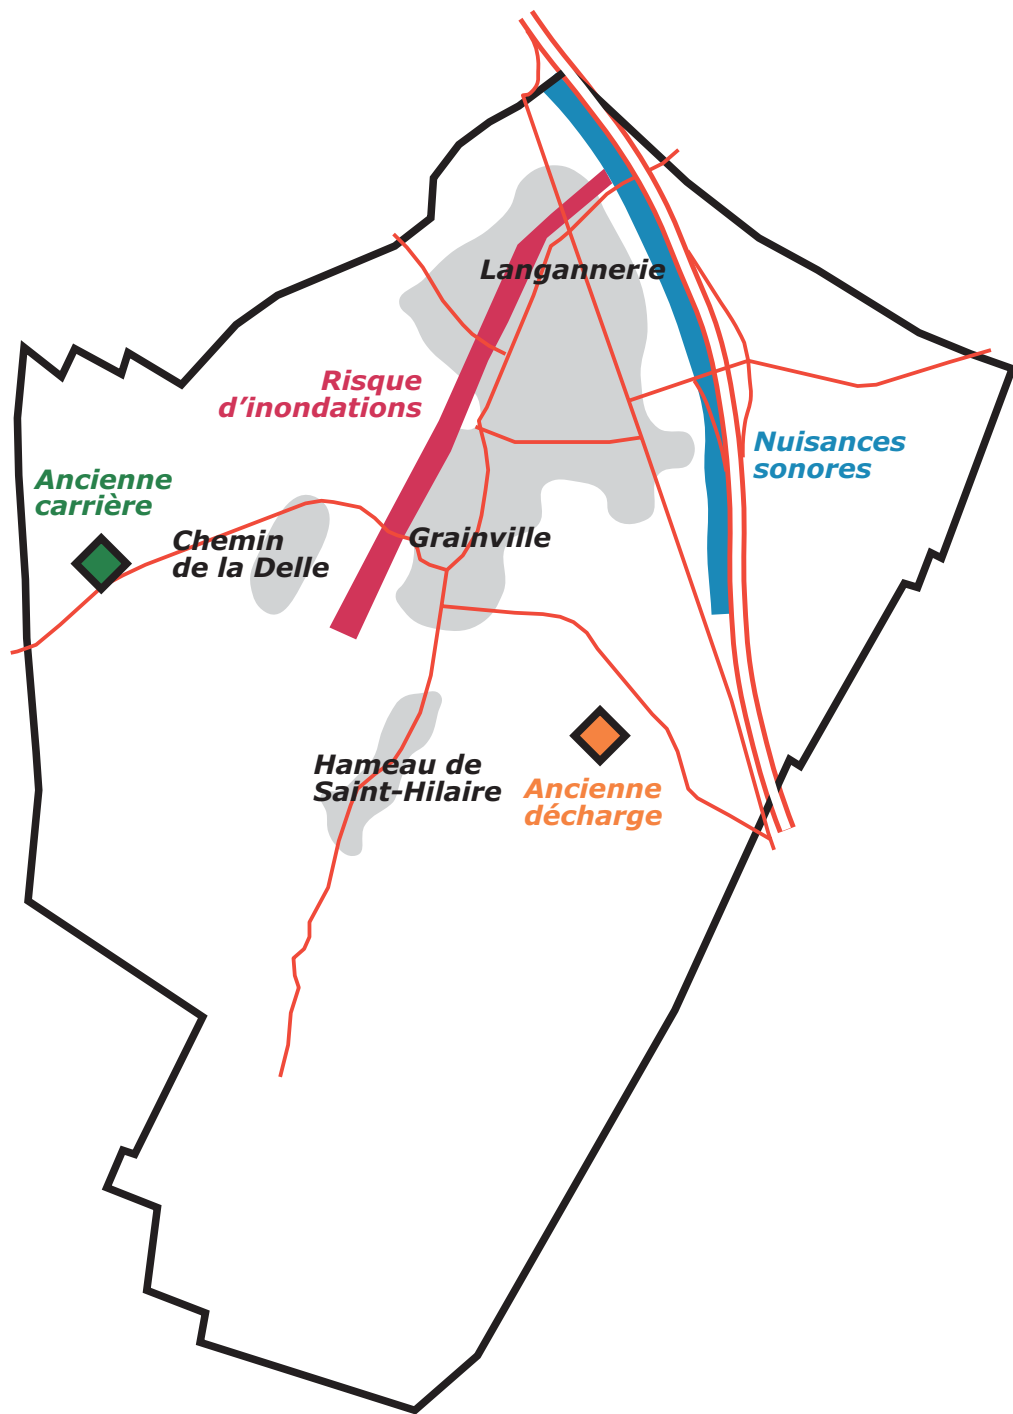 Langannerie
Risque
d’inondations
Nuisances
sonores
Ancienne
carrière
Chemin
de la Delle
Grainville
Hameau de
Saint-Hilaire
Ancienne
décharge